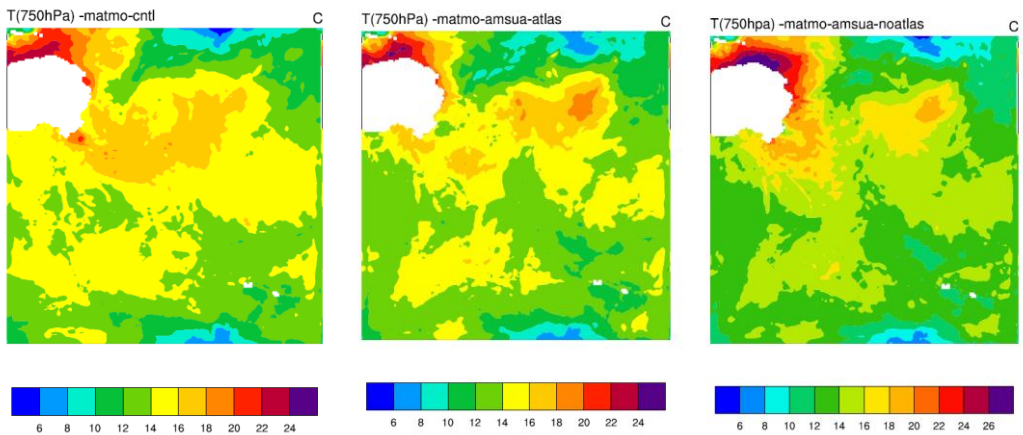 T(750hPa) -matmo-cntl C
T(750hPa) -matmo-amsua-atlas C
T(750hPa) -matmo-amsua-noatlas C
6 8 10 12 14 16 18 20 22 24
6 8 10 12 14 16 18 20 22 24
6 8 10 12 14 16 18 20 22 24 26